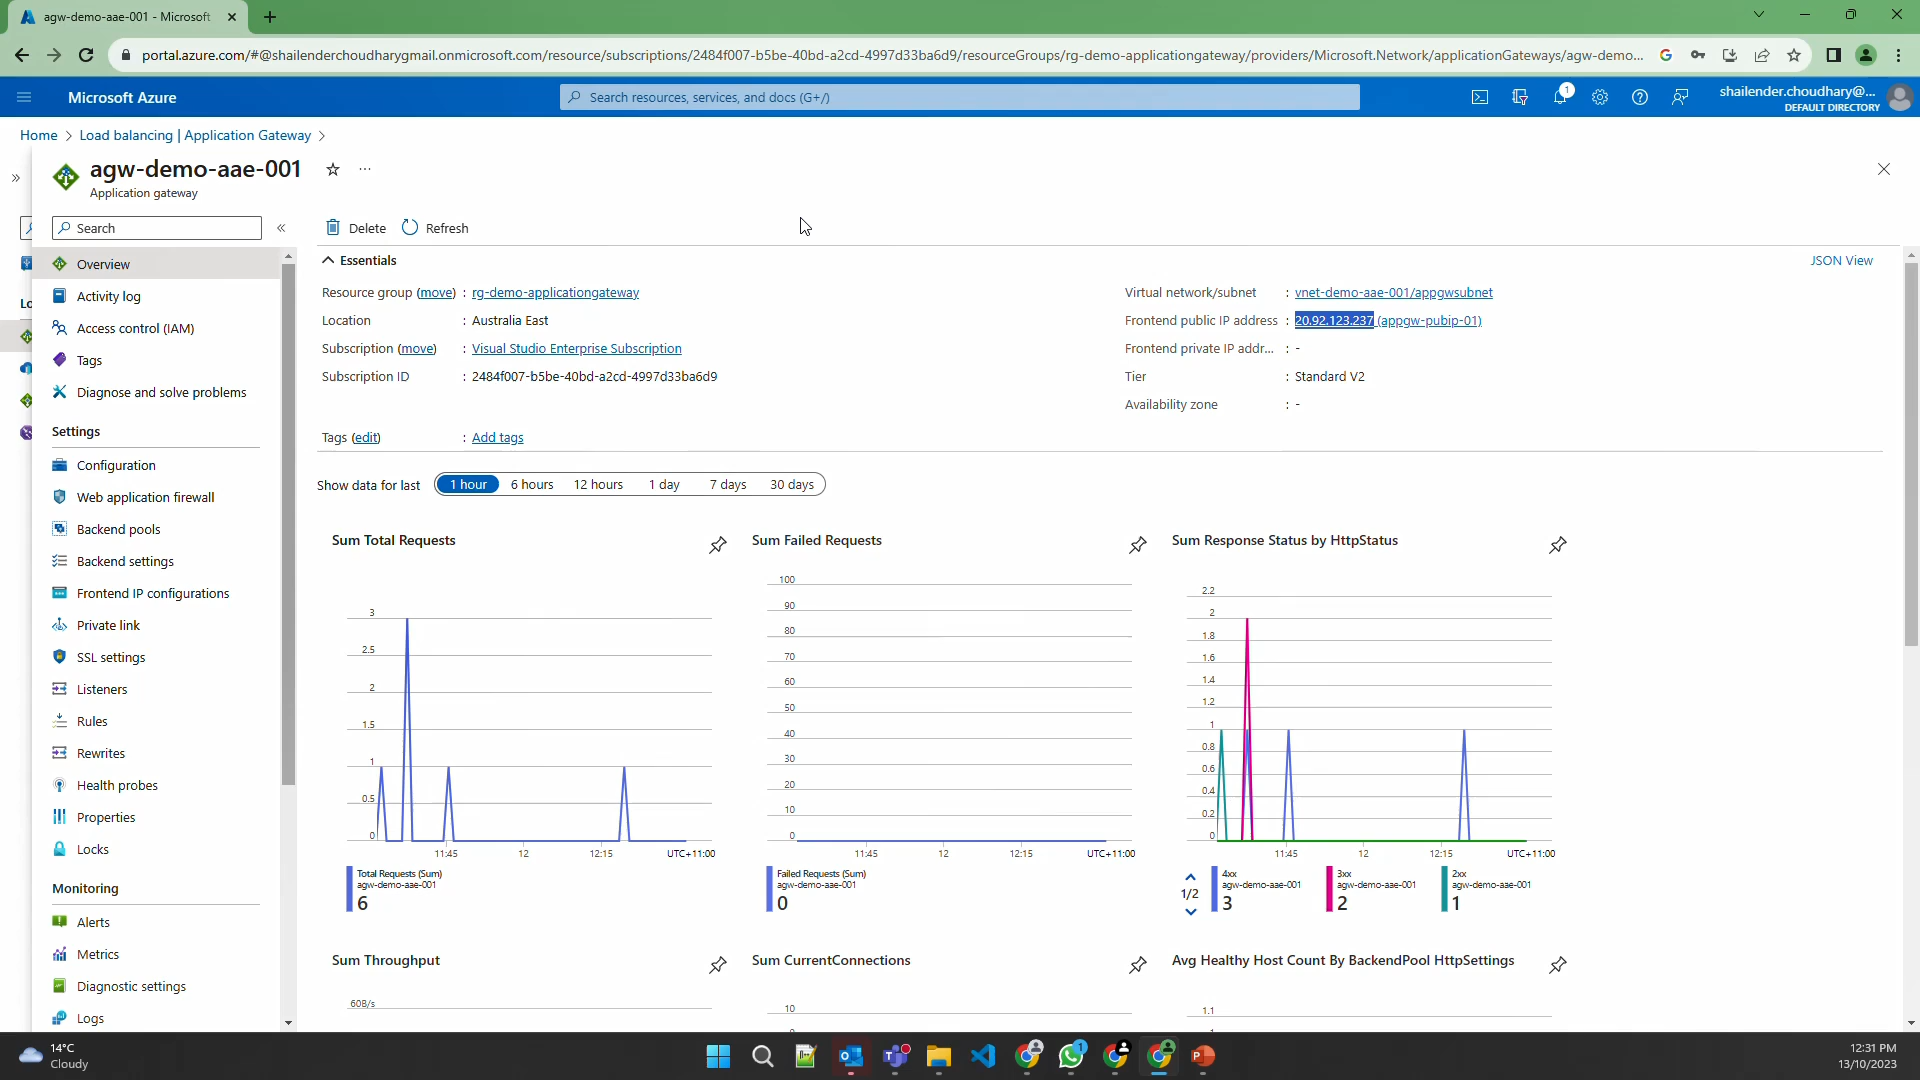 agw-demo-aae-001 - Microsoft
portal.azure.com/#@shailenderchoudharygmail.onmicrosoft.com/resource/subscriptions/2484f007-b5be-40bd-a2cd-4997d33ba6d9/resourceGroups/rg-demo-applicationgateway/providers/Microsoft.Network/applicationGateways/agw-demo...
Microsoft Azure
Search resources, services, and docs (G+/)
1
shailender.choudhary@...
DEFAULT DIRECTORY
Home > Load balancing | Application Gateway >
agw-demo-aae-001
Application gateway
Search
Delete
Refresh
Overview
Activity log
Access control (IAM)
Tags
Diagnose and solve problems
Settings
Configuration
Web application firewall
Backend pools
Backend settings
Frontend IP configurations
Private link
SSL settings
Listeners
Rules
Rewrites
Health probes
Properties
Locks
Monitoring
Alerts
Metrics
Diagnostic settings
Logs
Lo
Essentials
JSON View
Resource group (move) : rg-demo-applicationgateway
Location : Australia East
Subscription (move) : Visual Studio Enterprise Subscription
Subscription ID : 2484f007-b5be-40bd-a2cd-4997d33ba6d9
Virtual network/subnet : vnet-demo-aae-001/appgwsubnet
Frontend public IP address : 20.92.123.237 (appgw-pubip-01)
Frontend private IP addr... : -
Tier : Standard V2
Availability zone : -
Tags (edit) : Add tags
Show data for last 1 hour 6 hours 12 hours 1 day 7 days 30 days
Sum Total Requests
3
2.5
2
1.5
1
0.5
0
11:45 12 12:15 UTC+11:00
Total Requests (Sum)
agw-demo-aae-001
6
Sum Failed Requests
100
90
80
70
60
50
40
30
20
10
0
11:45 12 12:15 UTC+11:00
Failed Requests (Sum)
agw-demo-aae-001
0
Sum Response Status by HttpStatus
2.2
2
1.8
1.6
1.4
1.2
1
0.8
0.6
0.4
0.2
0
11:45 12 12:15 UTC+11:00
1/2
4xx
agw-demo-aae-001
3
3xx
agw-demo-aae-001
2
2xx
agw-demo-aae-001
1
Sum Throughput
60B/s
Sum CurrentConnections
10
Avg Healthy Host Count By BackendPool HttpSettings
1.1
14°C
Cloudy
1
12:31 PM
13/10/2023